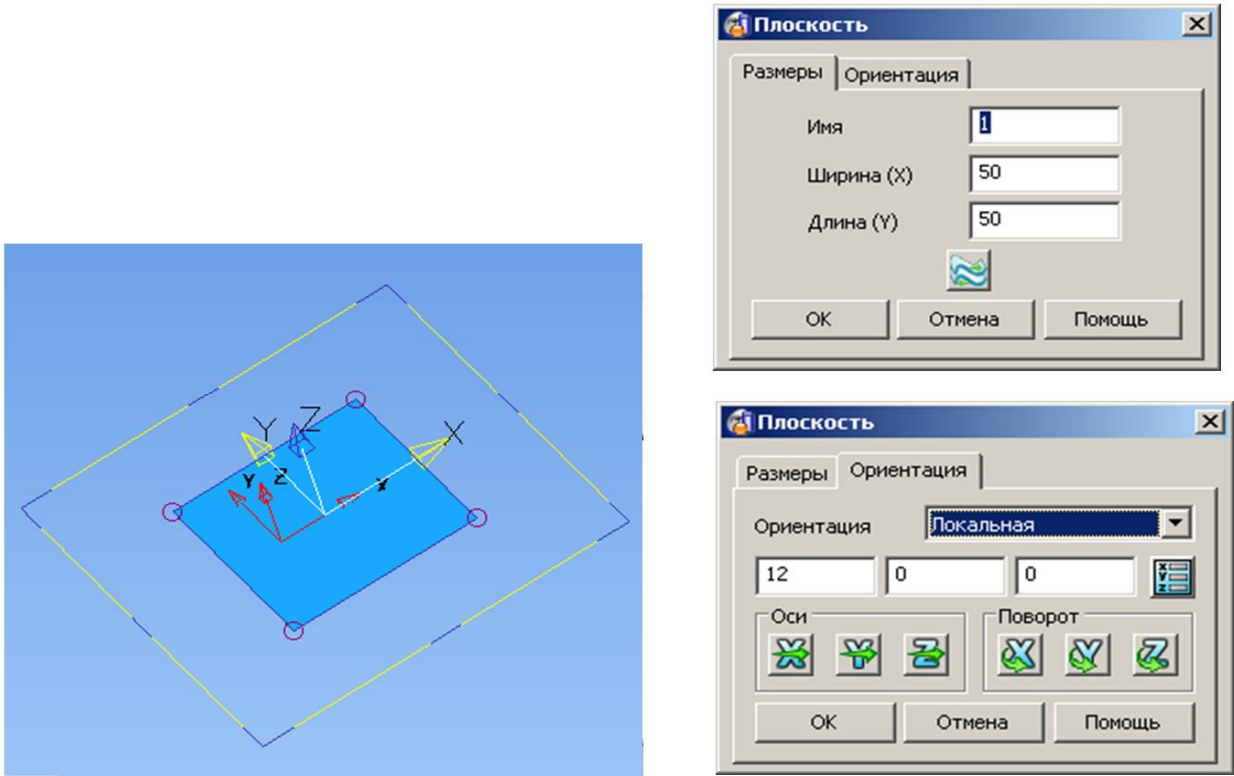 Плоскость
Размеры Ориентация
Имя 1
Ширина (X) 50
Длина (Y) 50
OK Отмена Помощь
Y Z X
Y Z x
Плоскость
Размеры Ориентация
Ориентация Локальная
12 0 0
X
Y
Z
Оси Поворот
X Y Z X Y Z
OK Отмена Помощь